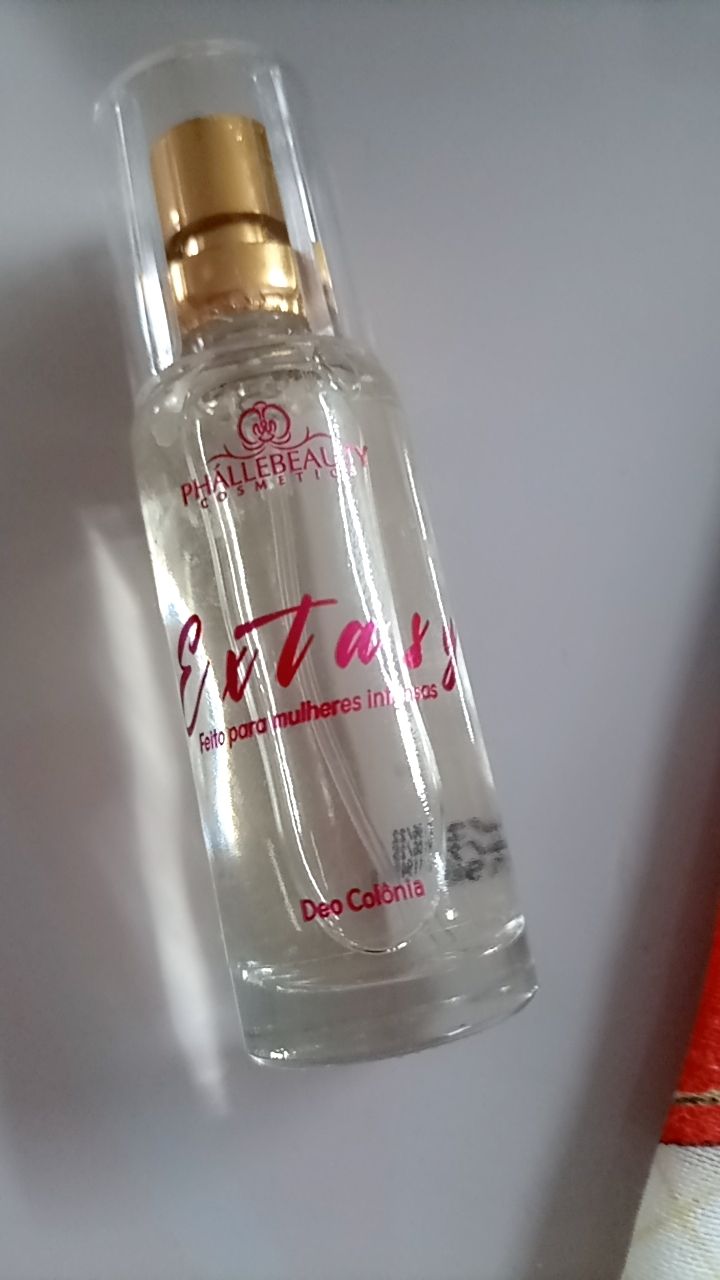 PHÁLLEBEAUTY
COSMETICS
Extasy
Feito para mulheres intensas
Deo Colônia